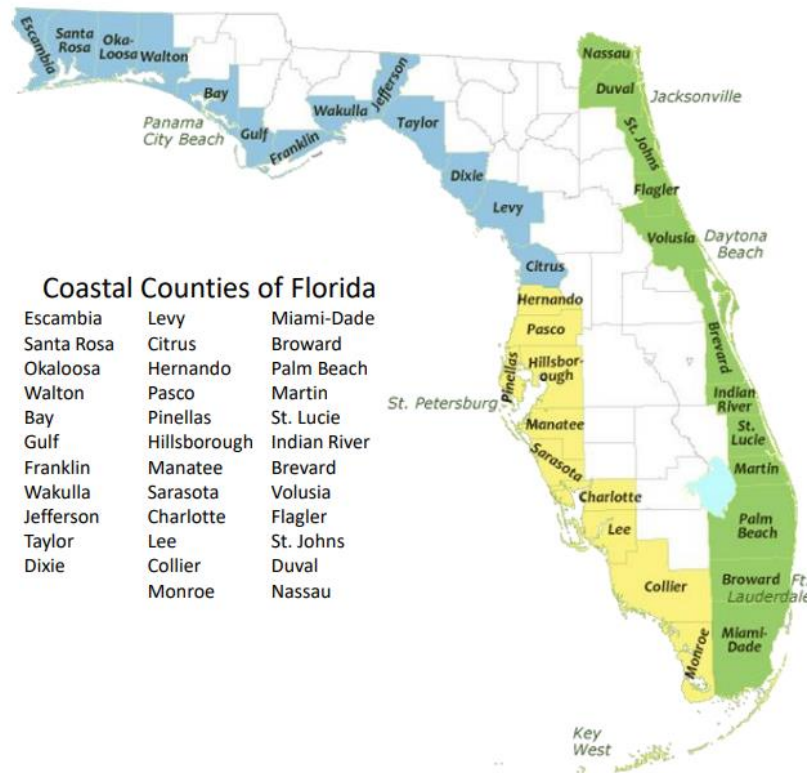 Escambia
Santa
Rosa
Oka-
Loosa
Walton
Bay
Gulf
Franklin
Wakulla
Jefferson
Taylor
Dixie
Levy
Citrus
Panama
City Beach
Nassau
Duval
Jacksonville
St. Johns
Flagler
Volusia
Daytona
Beach
Coastal Counties of Florida
Escambia Levy Miami-Dade
Santa Rosa Citrus Broward
Okaloosa Hernando Palm Beach
Walton Pasco Martin
Bay Pinellas St. Lucie
Gulf Hillsborough Indian River
Franklin Manatee Brevard
Wakulla Sarasota Volusia
Jefferson Charlotte Flagler
Taylor Lee St. Johns
Dixie Collier Duval
Monroe Nassau
Hernando
Pasco
Pinellas
Hillsbor-
ough
St. Petersburg
Manatee
Sarasota
Charlotte
Lee
Collier
Monroe
Brevard
Indian
River
St.
Lucie
Martin
Palm
Beach
Broward
Ft.
Lauderdale
Miami-
Dade
Key
West